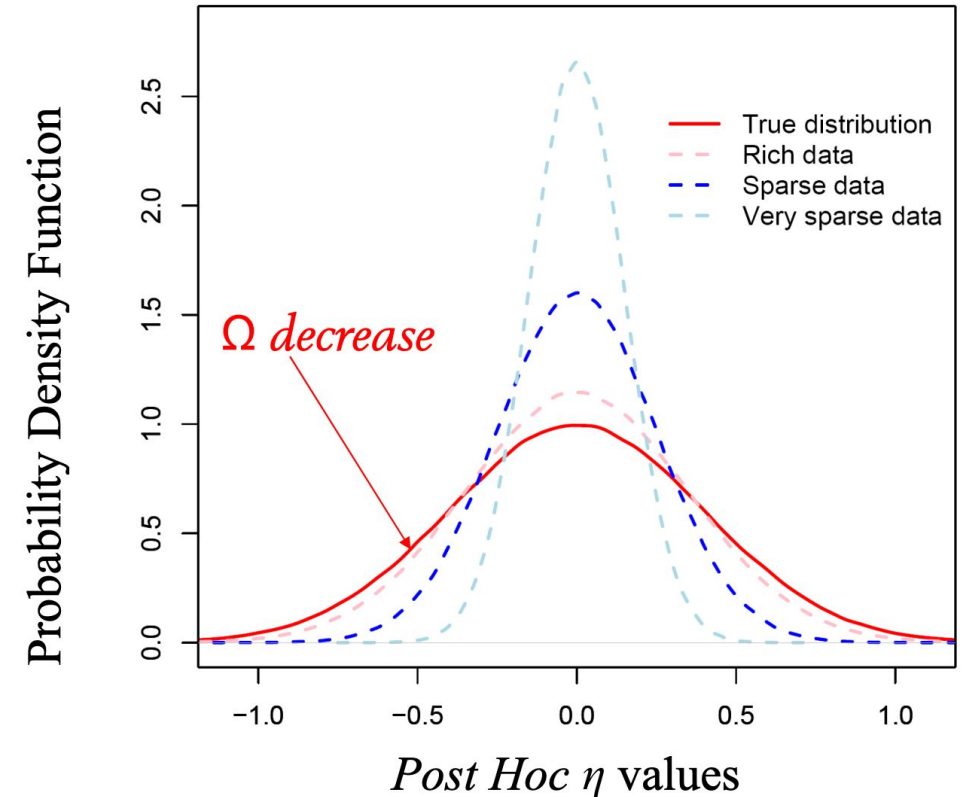 Probability Density Function
2.5
2.0
1.5
1.0
0.5
0.0
True distribution
Rich data
Sparse data
Very sparse data
Ω decrease
−1.0
−0.5
0.0
0.5
1.0
Post Hoc η values